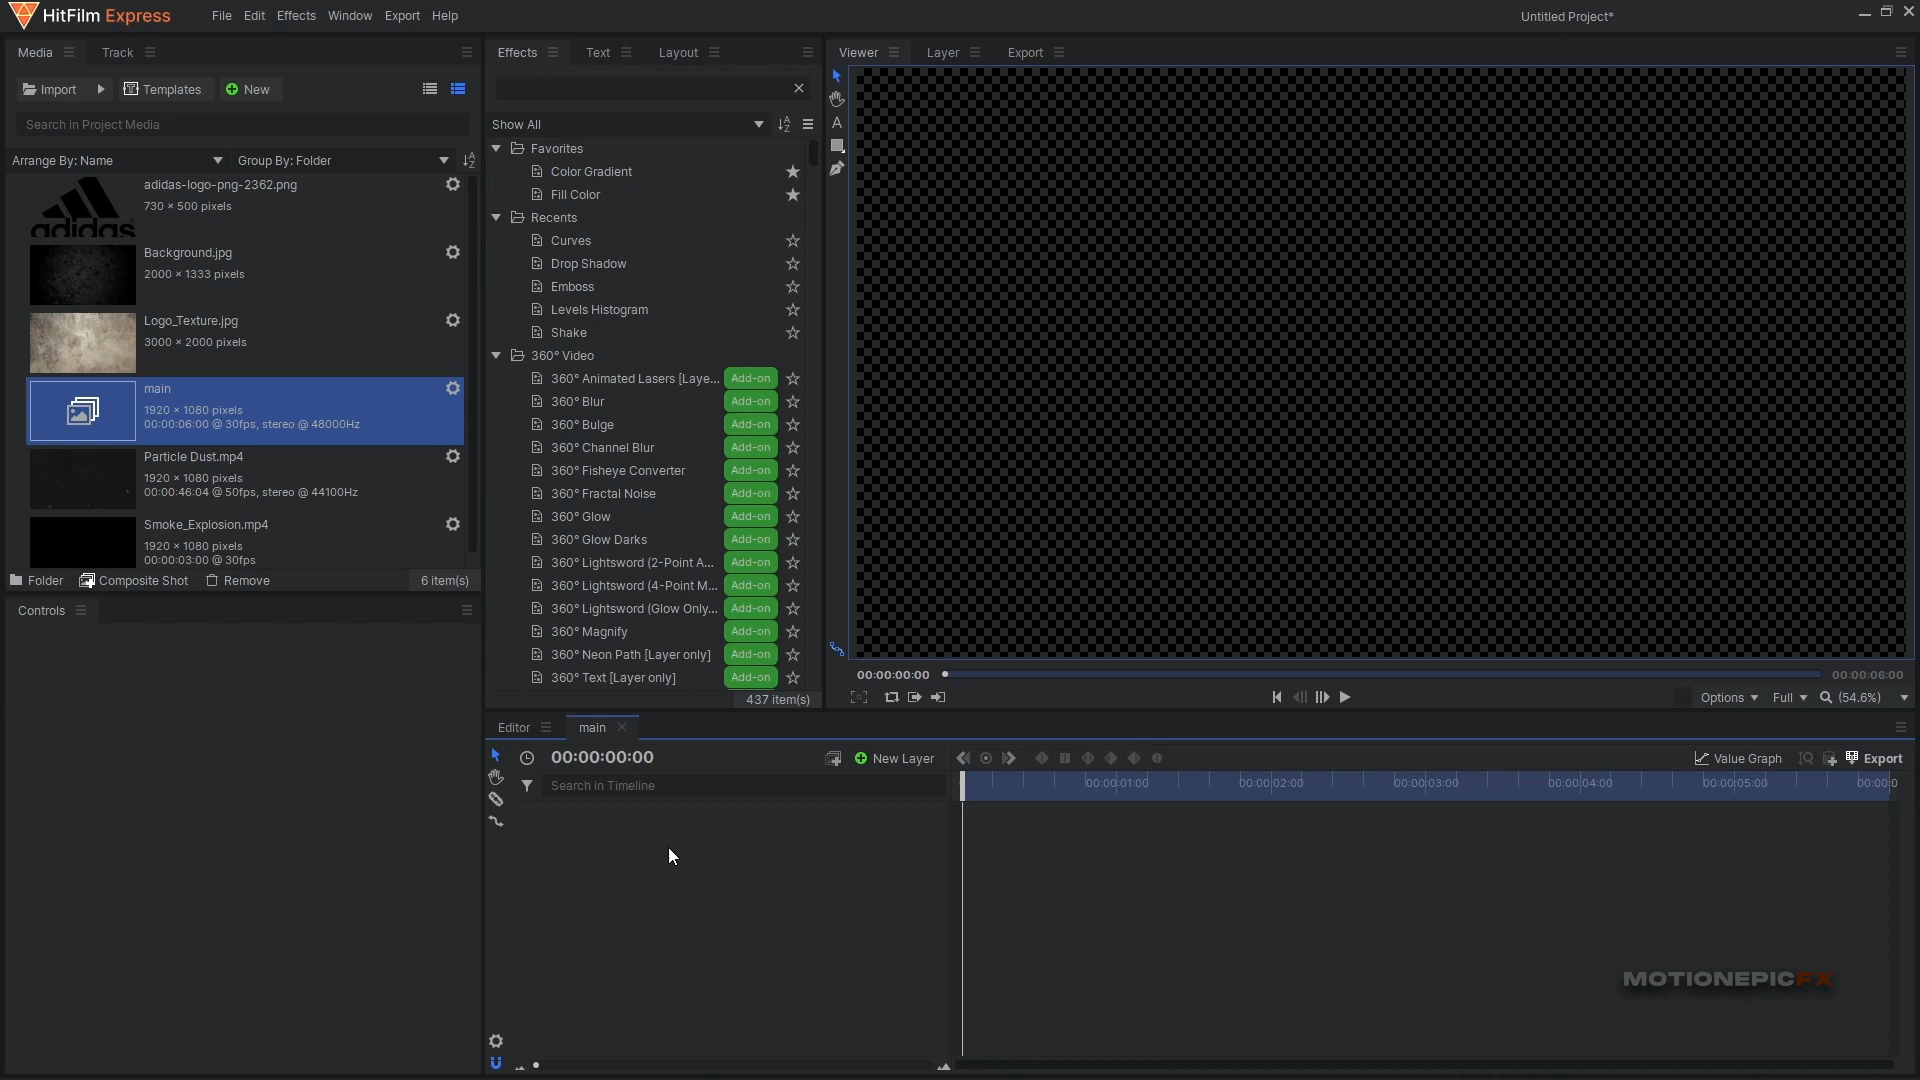 HitFilm Express
File Edit Effects Window Export Help
Untitled Project*
Media
Track
Import
Templates
New
Search in Project Media
Arrange By: Name
Group By: Folder
adidas-logo-png-2362.png
730 × 500 pixels
adidas
Background.jpg
2000 × 1333 pixels
Logo_Texture.jpg
3000 × 2000 pixels
main
1920 × 1080 pixels
00:00:06:00 @ 30fps, stereo @ 48000Hz
Particle Dust.mp4
1920 × 1080 pixels
00:00:46:04 @ 50fps, stereo @ 44100Hz
Smoke_Explosion.mp4
1920 × 1080 pixels
00:00:03:00 @ 30fps
Folder
Composite Shot
Remove
6 item(s)
Controls
Effects
Text
Layout
Show All
Favorites
Color Gradient
Fill Color
Recents
Curves
Drop Shadow
Emboss
Levels Histogram
Shake
360° Video
360° Animated Lasers [Laye... Add-on
360° Blur Add-on
360° Bulge Add-on
360° Channel Blur Add-on
360° Fisheye Converter Add-on
360° Fractal Noise Add-on
360° Glow Add-on
360° Glow Darks Add-on
360° Lightsword (2-Point A... Add-on
360° Lightsword (4-Point M... Add-on
360° Lightsword (Glow Only... Add-on
360° Magnify Add-on
360° Neon Path [Layer only] Add-on
360° Text [Layer only] Add-on
437 item(s)
Viewer
Layer
Export
A
00:00:00:00
00:00:06:00
Options
Full
(54.6%)
Editor
main
00:00:00:00
New Layer
Value Graph
Export
Search in Timeline
00:00:01:00 00:00:02:00 00:00:03:00 00:00:04:00 00:00:05:00 00:00:0
MOTIONEPICFX